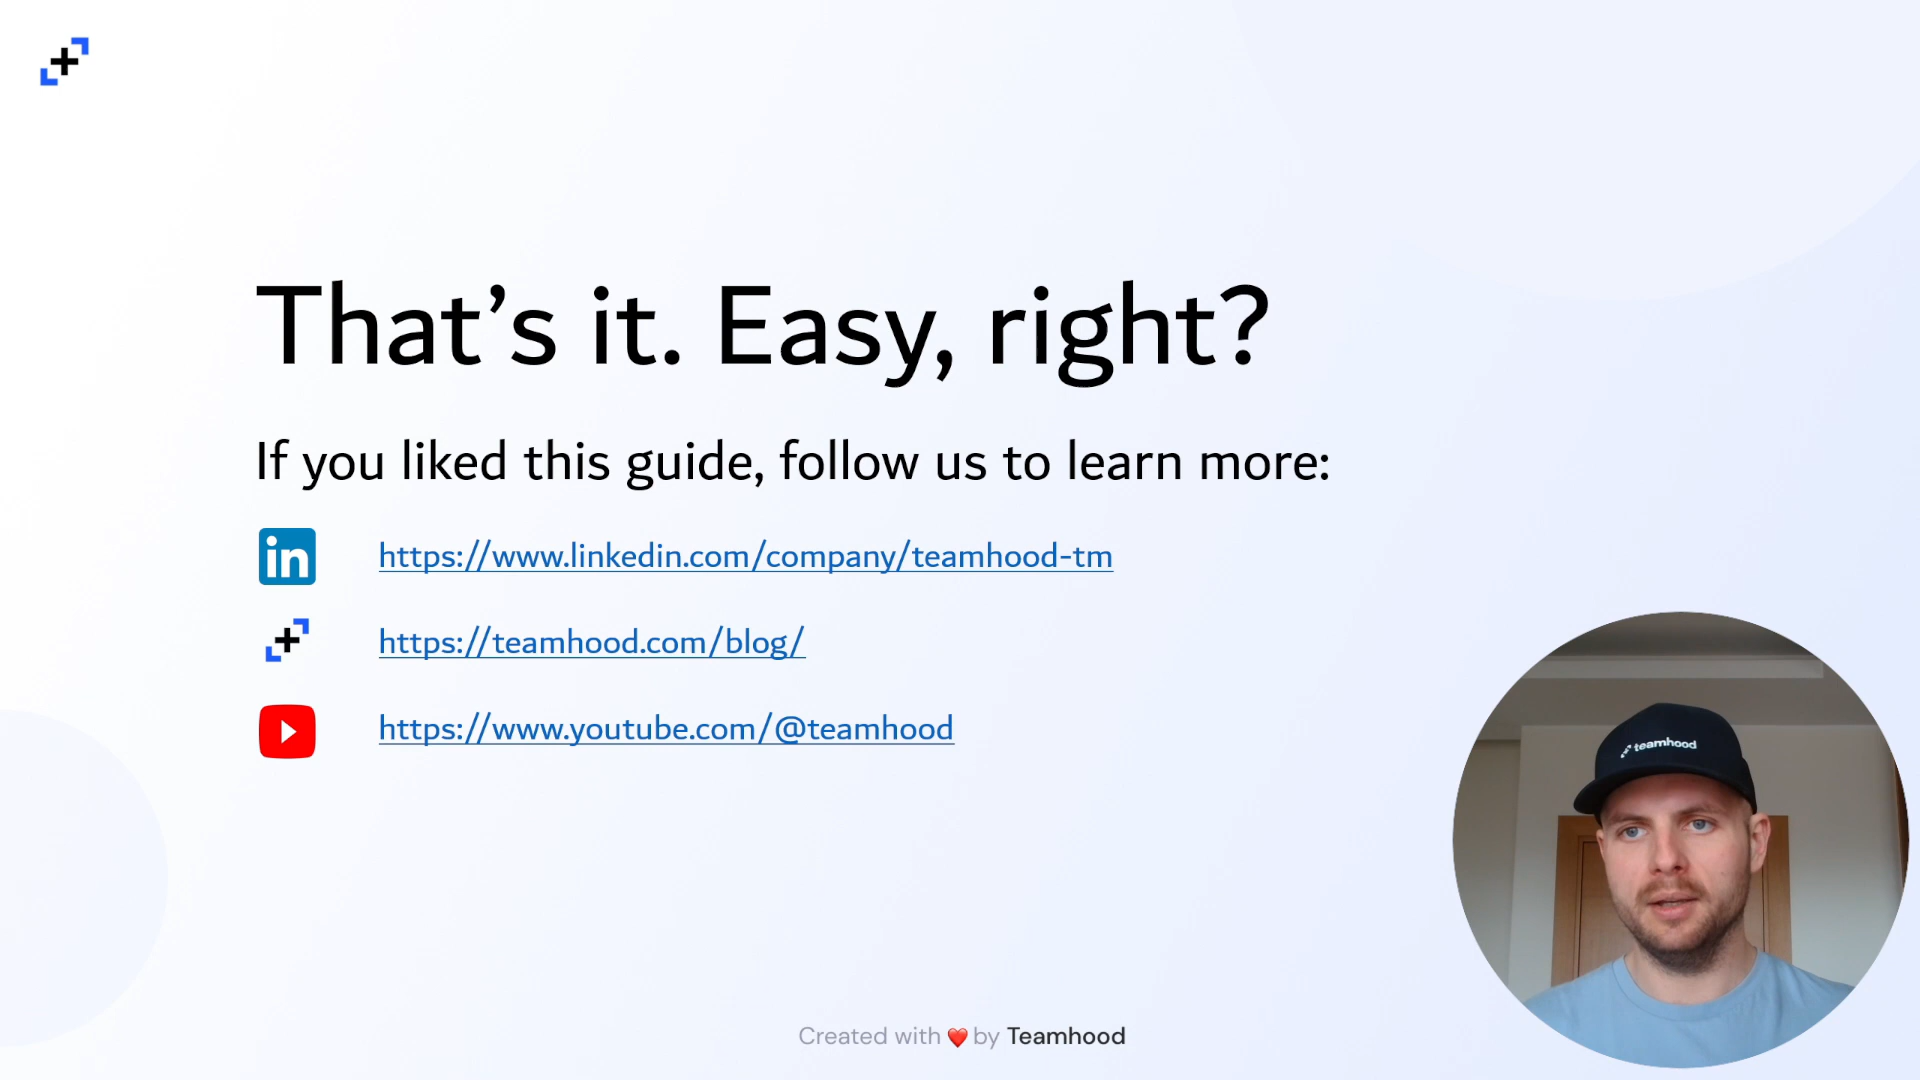 That’s it. Easy, right?
If you liked this guide, follow us to learn more:
in https://www.linkedin.com/company/teamhood-tm
https://teamhood.com/blog/
https://www.youtube.com/@teamhood
teamhood
Created with ❤️ by Teamhood